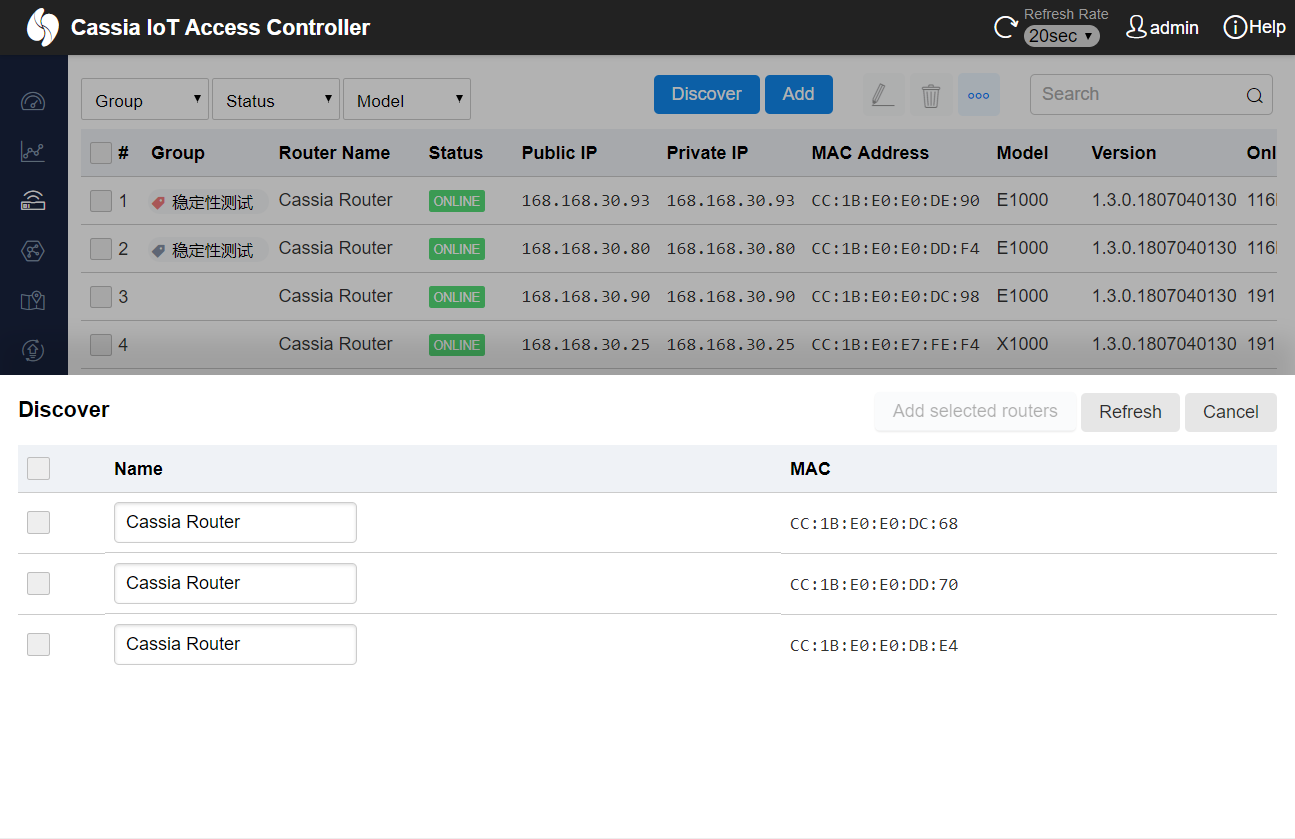 Cassia IoT Access Controller
Refresh Rate
20sec
admin
Help
Group Status Model Discover Add Search
# Group Router Name Status Public IP Private IP MAC Address Model Version Onl
1 稳定性测试 Cassia Router ONLINE 168.168.30.93 168.168.30.93 CC:1B:E0:E0:DE:90 E1000 1.3.0.1807040130 116
2 稳定性测试 Cassia Router ONLINE 168.168.30.80 168.168.30.80 CC:1B:E0:E0:DD:F4 E1000 1.3.0.1807040130 116
3 Cassia Router ONLINE 168.168.30.90 168.168.30.90 CC:1B:E0:E0:DC:98 E1000 1.3.0.1807040130 191
4 Cassia Router ONLINE 168.168.30.25 168.168.30.25 CC:1B:E0:E7:FE:F4 X1000 1.3.0.1807040130 191
Discover Add selected routers Refresh Cancel
Name MAC
Cassia Router CC:1B:E0:E0:DC:68
Cassia Router CC:1B:E0:E0:DD:70
Cassia Router CC:1B:E0:E0:DB:E4